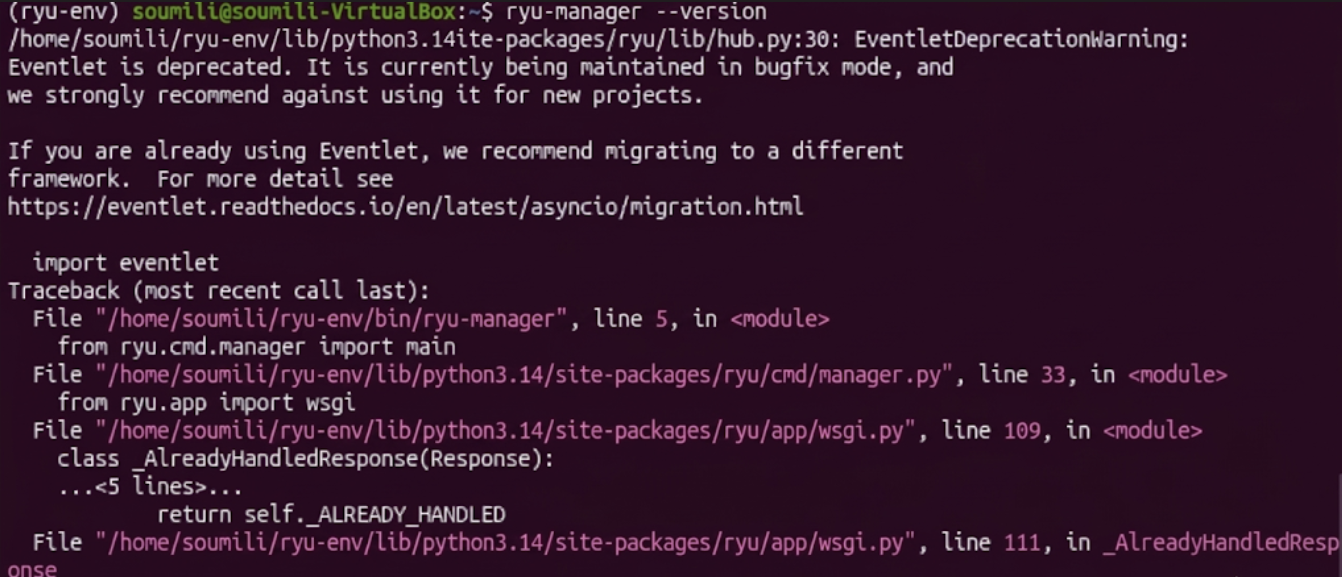 (ryu-env) soumili@soumili-VirtualBox:~$ ryu-manager --version
/home/soumili/ryu-env/lib/python3.14ite-packages/ryu/lib/hub.py:30: EventletDeprecationWarning:
Eventlet is deprecated. It is currently being maintained in bugfix mode, and
we strongly recommend against using it for new projects.
If you are already using Eventlet, we recommend migrating to a different
framework.  For more detail see
https://eventlet.readthedocs.io/en/latest/asyncio/migration.html
  import eventlet
Traceback (most recent call last):
  File "/home/soumili/ryu-env/bin/ryu-manager", line 5, in <module>
    from ryu.cmd.manager import main
  File "/home/soumili/ryu-env/lib/python3.14/site-packages/ryu/cmd/manager.py", line 33, in <module>
    from ryu.app import wsgi
  File "/home/soumili/ryu-env/lib/python3.14/site-packages/ryu/app/wsgi.py", line 109, in <module>
    class _AlreadyHandledResponse(Response):
    ...<5 lines>...
            return self._ALREADY_HANDLED
  File "/home/soumili/ryu-env/lib/python3.14/site-packages/ryu/app/wsgi.py", line 111, in _AlreadyHandledResp
onse